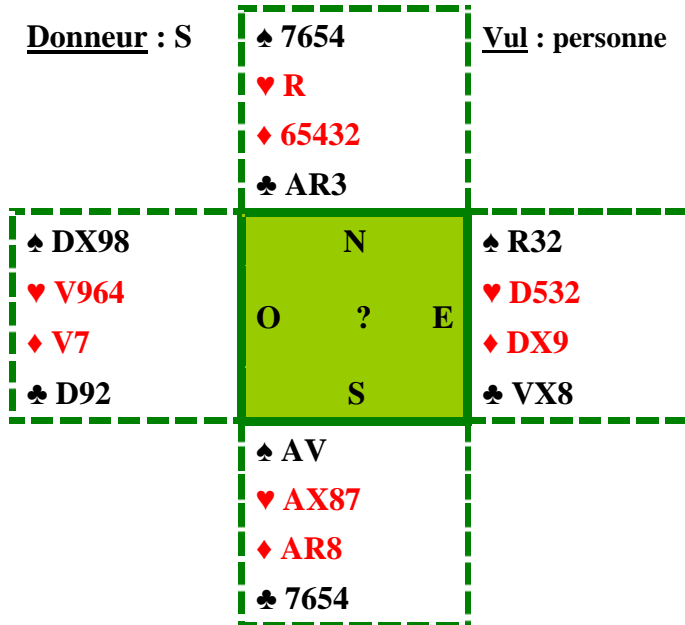 Donneur : S
♠ 7654
♥ R
♦ 65432
♣ AR3
Vul : personne
♠ DX98
♥ V964
♦ V7
♣ D92
N
O ? E
S
♠ R32
♥ D532
♦ DX9
♣ VX8
♠ AV
♥ AX87
♦ AR8
♣ 7654